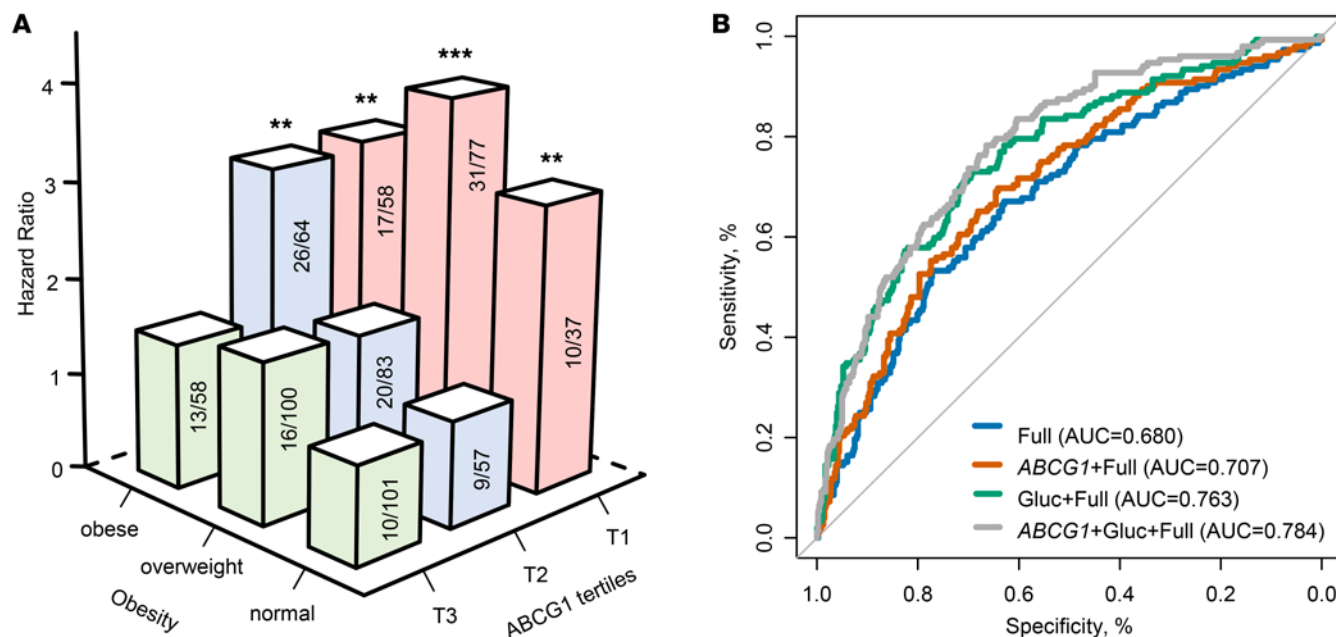 A
Hazard Ratio
4
3
2
1
0
**
**
***
**
26/64
17/58
31/77
10/37
13/58
16/100
20/83
10/101
9/57
obese
overweight
normal
Obesity
T3
T2
T1
ABCG1 tertiles
B
Sensitivity, %
1.0
0.8
0.6
0.4
0.2
0.0
Full (AUC=0.680)
ABCG1+Full (AUC=0.707)
Gluc+Full (AUC=0.763)
ABCG1+Gluc+Full (AUC=0.784)
1.0 0.8 0.6 0.4 0.2 0.0
Specificity, %